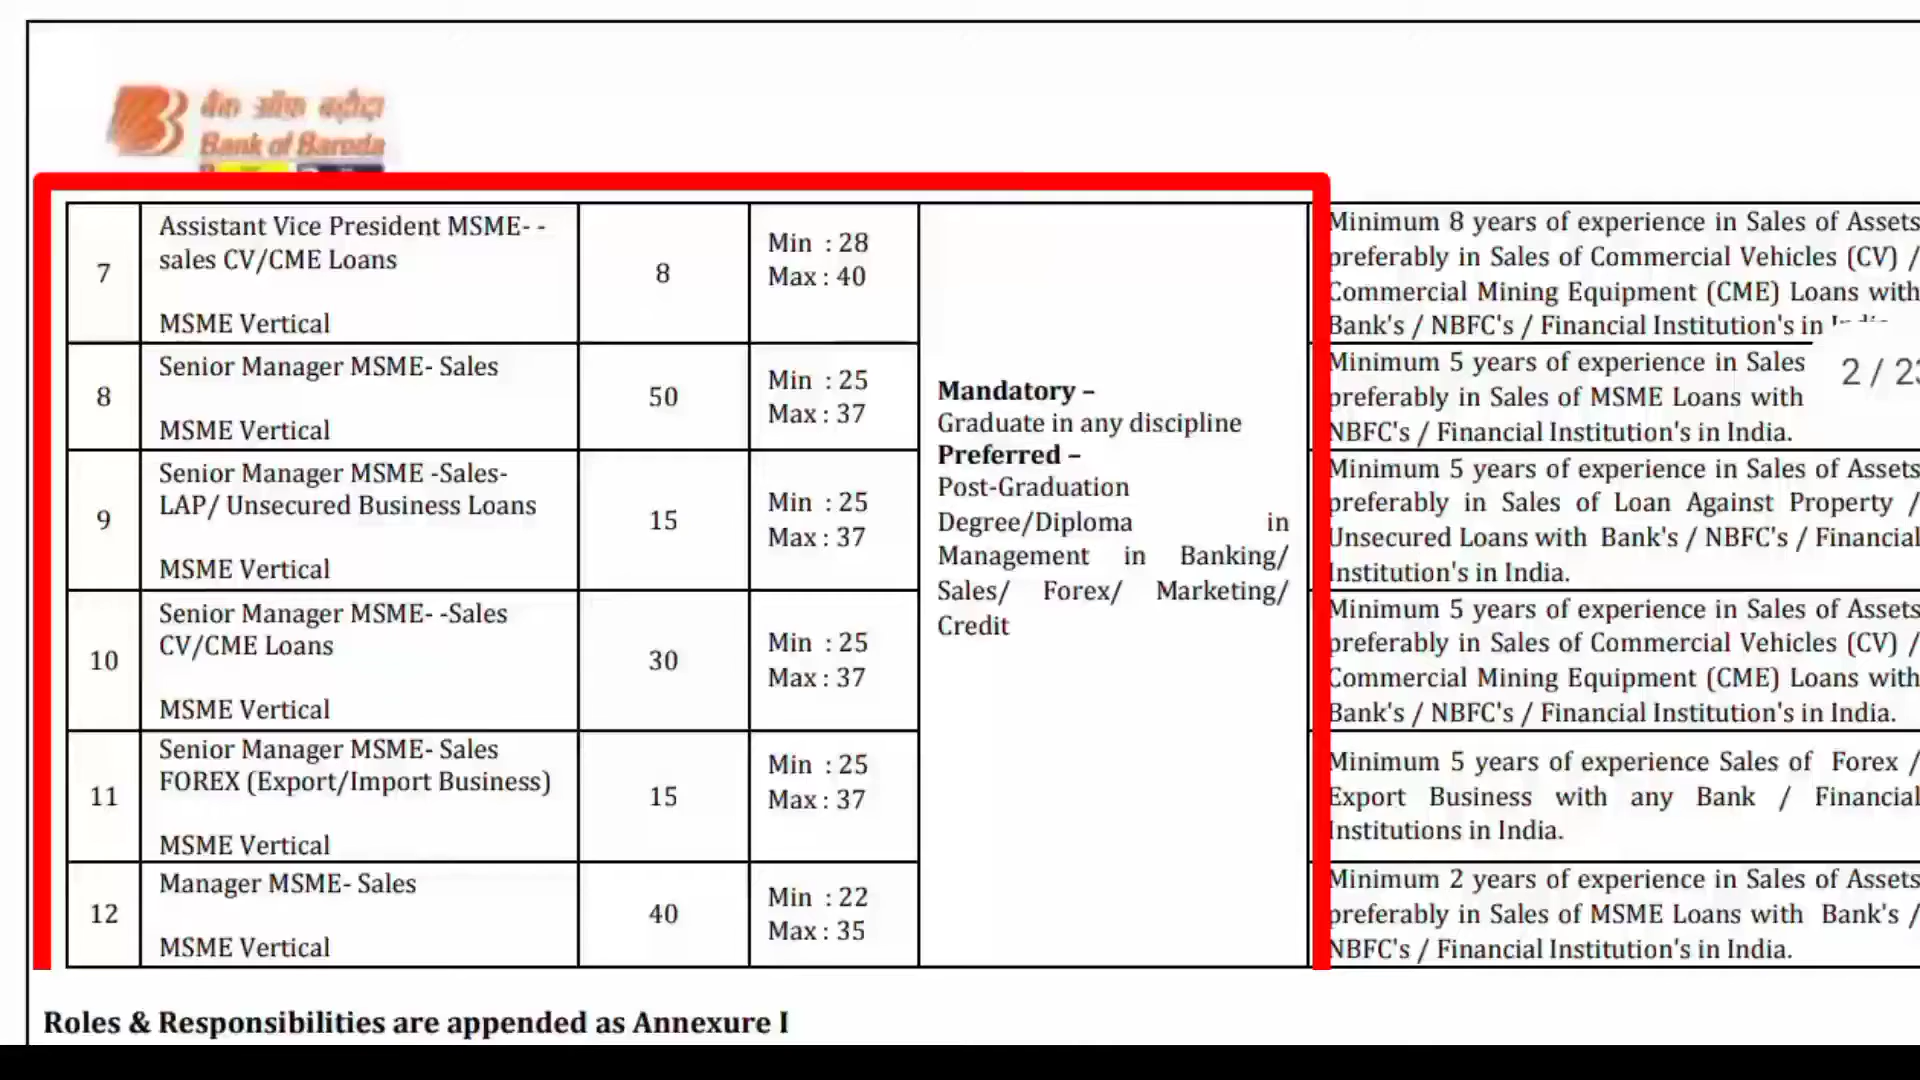 बैंक ऑफ़ बड़ौदा
Bank of Baroda
7
Assistant Vice President MSME- -
sales CV/CME Loans
MSME Vertical
8
Min : 28
Max : 40
Minimum 8 years of experience in Sales of Assets
preferably in Sales of Commercial Vehicles (CV) /
Commercial Mining Equipment (CME) Loans with
Bank's / NBFC's / Financial Institution's in
8
Senior Manager MSME- Sales
MSME Vertical
50
Min : 25
Max : 37
Minimum 5 years of experience in Sales
preferably in Sales of MSME Loans with
NBFC's / Financial Institution's in India.
2 / 23
9
Senior Manager MSME -Sales-
LAP/ Unsecured Business Loans
MSME Vertical
15
Min : 25
Max : 37
Minimum 5 years of experience in Sales of Assets
preferably in Sales of Loan Against Property /
Unsecured Loans with Bank's / NBFC's / Financial
Institution's in India.
10
Senior Manager MSME- -Sales
CV/CME Loans
MSME Vertical
30
Min : 25
Max : 37
Minimum 5 years of experience in Sales of Assets
preferably in Sales of Commercial Vehicles (CV) /
Commercial Mining Equipment (CME) Loans with
Bank's / NBFC's / Financial Institution's in India.
11
Senior Manager MSME- Sales
FOREX (Export/Import Business)
MSME Vertical
15
Min : 25
Max : 37
Minimum 5 years of experience Sales of Forex /
Export Business with any Bank / Financial
Institutions in India.
12
Manager MSME- Sales
MSME Vertical
40
Min : 22
Max : 35
Minimum 2 years of experience in Sales of Assets
preferably in Sales of MSME Loans with Bank's /
NBFC's / Financial Institution's in India.
Mandatory –
Graduate in any discipline
Preferred –
Post-Graduation
Degree/Diploma in
Management in Banking/
Sales/ Forex/ Marketing/
Credit
Roles & Responsibilities are appended as Annexure I